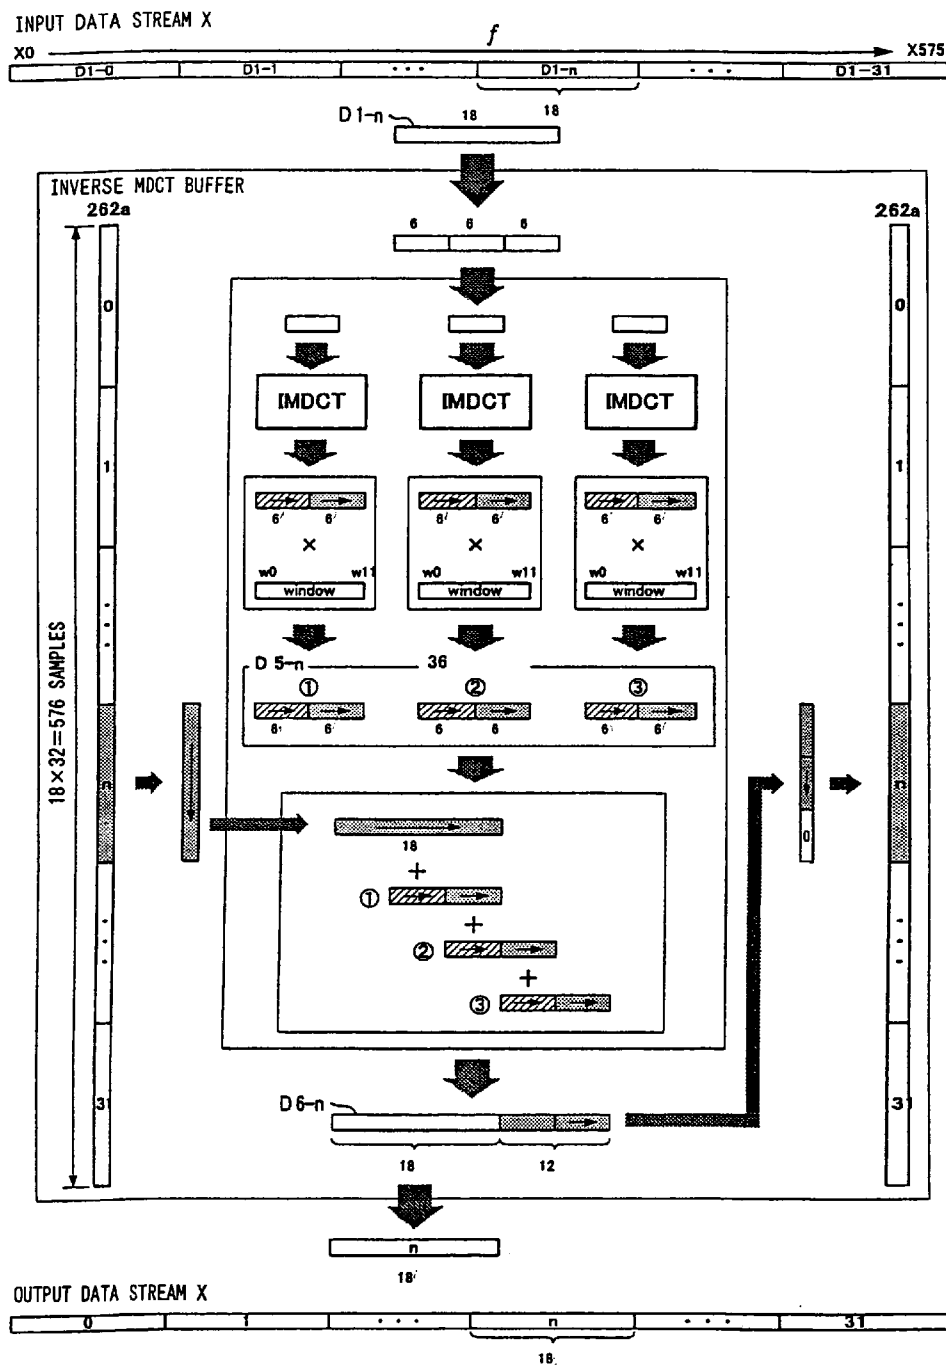 INPUT DATA STREAM X
f
X0 X575
D1-0 D1-1 ... D1-n ... D1-31
18
D1-n 18
INVERSE MDCT BUFFER
262a 262a
6 6 6
0 0
IMDCT IMDCT IMDCT
1 1
6 6 6 6 6 6
× × ×
w0 w11 w0 w11 w0 w11
window window window
18×32=576 SAMPLES
D5-n 36
① ② ③
6 6 6 6 6 6
n n
18
0
+
①
+
②
+
③
31 31
D6-n
18 12
n
18
OUTPUT DATA STREAM X
0 1 ... n ... 31
18